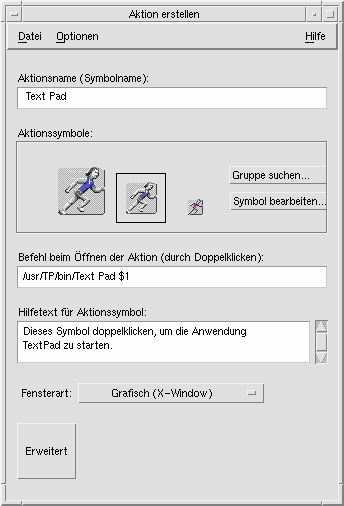 Aktion erstellen
Datei Optionen Hilfe
Aktionsname (Symbolname):
Text Pad
Aktionssymbole:
Gruppe suchen...
Symbol bearbeiten...
Befehl beim Öffnen der Aktion (durch Doppelklicken):
/usr/TP/bin/Text Pad $1
Hilfetext für Aktionssymbol:
Dieses Symbol doppelklicken, um die Anwendung
TextPad zu starten.
Fensterart: Grafisch (X-Window)
Erweitert